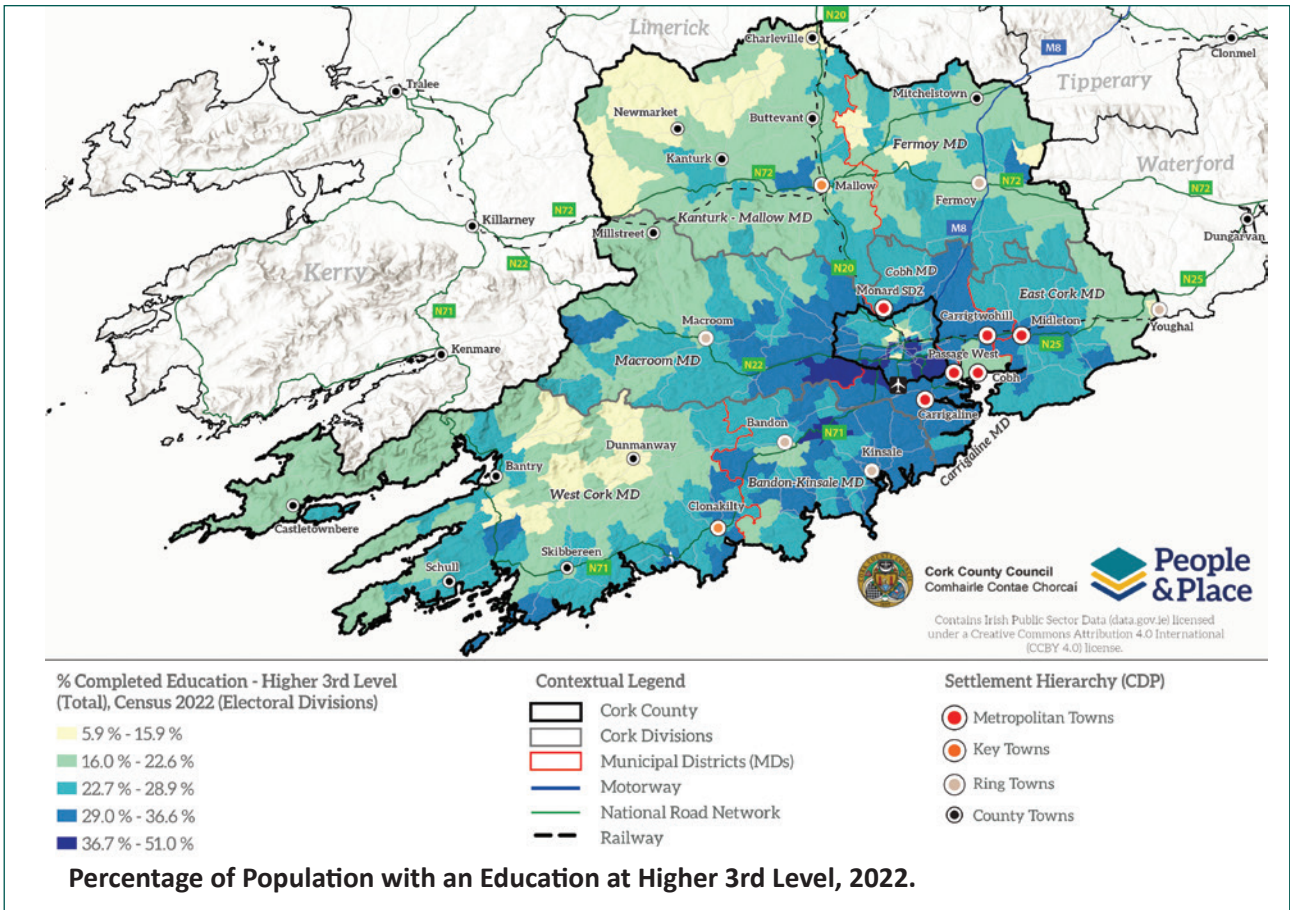 N20
Limerick
Charleville
M8
Clonmel
Tipperary
Tralee
Mitchelstown
Newmarket
Buttevant
Fermoy MD
Kanturk
Waterford
N72
Mallow
N72
N72
Fermoy
Killarney
N72
Kanturk - Mallow MD
Millstreet
M8
Dungarvan
Kerry
N22
N20
Cobh MD
N25
Monard SDZ
East Cork MD
N71
Macroom
Carrigtwohill
Midleton
Youghal
Kenmare
Macroom MD
N22
Passage West
N25
Cobh
Carrigaline
Bandon
N71
Dunmanway
Kinsale
Carrigaline MD
Bantry
West Cork MD
Bandon-Kinsale MD
Castletownbere
Clonakilty
Skibbereen
N71
Schull
Cork County Council
Comhairle Contae Chorcaí
People
& Place
Contains Irish Public Sector Data (data.gov.ie) licensed
under a Creative Commons Attribution 4.0 International
(CCBY 4.0) license.
% Completed Education - Higher 3rd Level
(Total), Census 2022 (Electoral Divisions)
5.9 % - 15.9 %
16.0 % - 22.6 %
22.7 % - 28.9 %
29.0 % - 36.6 %
36.7 % - 51.0 %
Contextual Legend
Cork County
Cork Divisions
Municipal Districts (MDs)
Motorway
National Road Network
Railway
Settlement Hierarchy (CDP)
Metropolitan Towns
Key Towns
Ring Towns
County Towns
Percentage of Population with an Education at Higher 3rd Level, 2022.